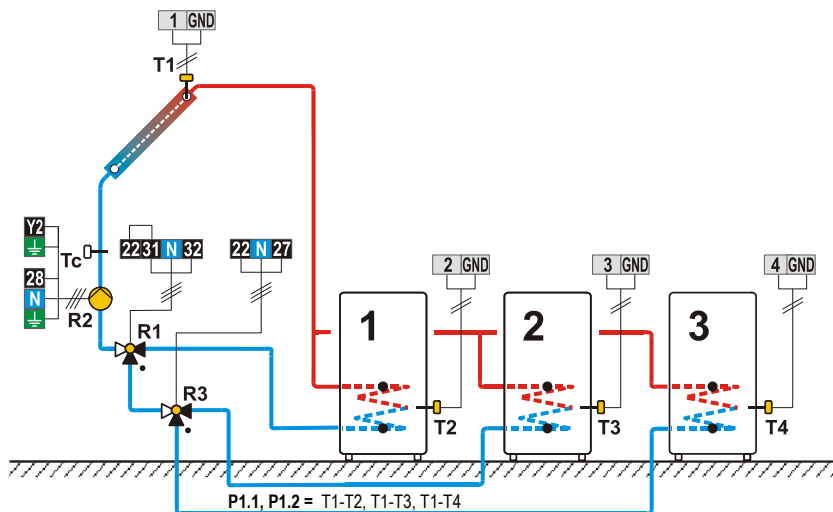 1 GND
T1
Y2
Tc
22 31 N 32
22 N 27
2 GND
3 GND
4 GND
28
N
R2
R1
R3
1
2
3
T2
T3
T4
P1.1, P1.2 = T1-T2, T1-T3, T1-T4